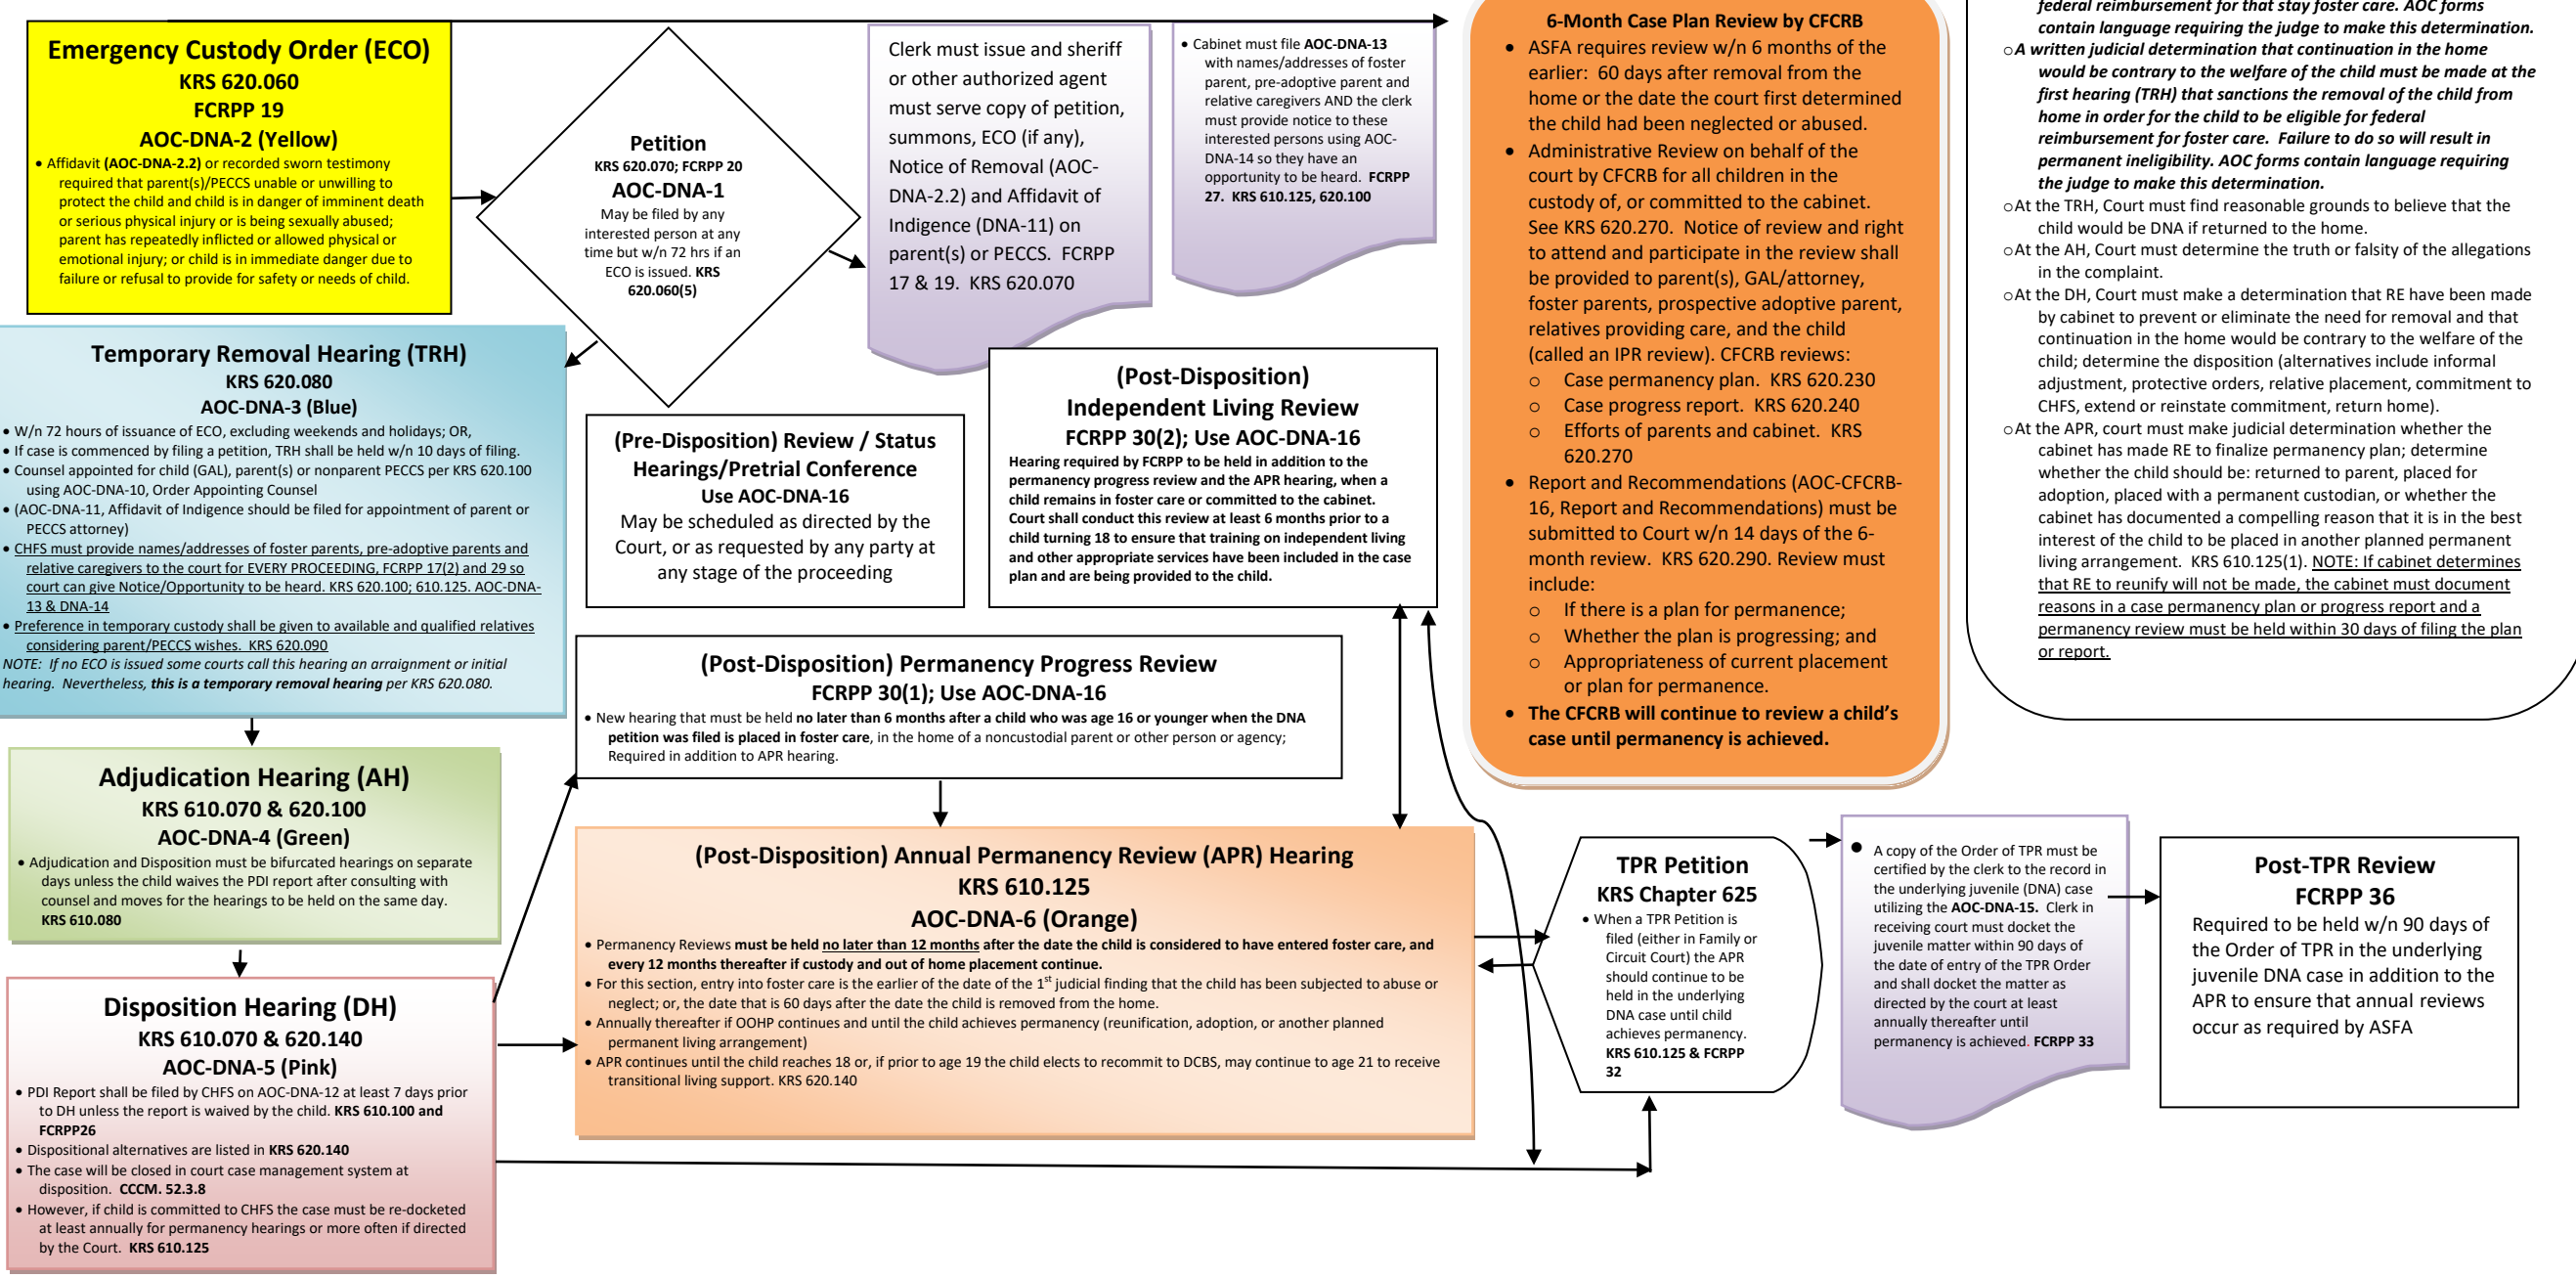 Emergency Custody Order (ECO)
KRS 620.060
FCRPP 19
AOC-DNA-2 (Yellow)
• Affidavit (AOC-DNA-2.2) or recorded sworn testimony
required that parent(s)/PECCS unable or unwilling to
protect the child and child is in danger of imminent death
or serious physical injury or is being sexually abused;
parent has repeatedly inflicted or allowed physical or
emotional injury; or child is in immediate danger due to
failure or refusal to provide for safety or needs of child.
Petition
KRS 620.070; FCRPP 20
AOC-DNA-1
May be filed by any
interested person at any
time but w/n 72 hrs if an
ECO is issued. KRS
620.060(5)
Clerk must issue and sheriff
or other authorized agent
must serve copy of petition,
summons, ECO (if any),
Notice of Removal (AOC-
DNA-2.2) and Affidavit of
Indigence (DNA-11) on
parent(s) or PECCS. FCRPP
17 & 19. KRS 620.070
• Cabinet must file AOC-DNA-13
with names/addresses of foster
parent, pre-adoptive parent and
relative caregivers AND the clerk
must provide notice to these
interested persons using AOC-
DNA-14 so they have an
opportunity to be heard. FCRPP
27. KRS 610.125, 620.100
6-Month Case Plan Review by CFCRB
• ASFA requires review w/n 6 months of the
earlier: 60 days after removal from the
home or the date the court first determined
the child had been neglected or abused.
• Administrative Review on behalf of the
court by CFCRB for all children in the
custody of, or committed to the cabinet.
See KRS 620.270. Notice of review and right
to attend and participate in the review shall
be provided to parent(s), GAL/attorney,
foster parents, prospective adoptive parent,
relatives providing care, and the child
(called an IPR review). CFCRB reviews:
o Case permanency plan. KRS 620.230
o Case progress report. KRS 620.240
o Efforts of parents and cabinet. KRS
620.270
• Report and Recommendations (AOC-CFCRB-
16, Report and Recommendations) must be
submitted to Court w/n 14 days of the 6-
month review. KRS 620.290. Review must
include:
o If there is a plan for permanence;
o Whether the plan is progressing; and
o Appropriateness of current placement
or plan for permanence.
• The CFCRB will continue to review a child's
case until permanency is achieved.
federal reimbursement for that stay foster care. AOC forms
contain language requiring the judge to make this determination.
o A written judicial determination that continuation in the home
would be contrary to the welfare of the child must be made at the
first hearing (TRH) that sanctions the removal of the child from
home in order for the child to be eligible for federal
reimbursement for foster care. Failure to do so will result in
permanent ineligibility. AOC forms contain language requiring
the judge to make this determination.
o At the TRH, Court must find reasonable grounds to believe that the
child would be DNA if returned to the home.
o At the AH, Court must determine the truth or falsity of the allegations
in the complaint.
o At the DH, Court must make a determination that RE have been made
by cabinet to prevent or eliminate the need for removal and that
continuation in the home would be contrary to the welfare of the
child; determine the disposition (alternatives include informal
adjustment, protective orders, relative placement, commitment to
CHFS, extend or reinstate commitment, return home).
o At the APR, court must make judicial determination whether the
cabinet has made RE to finalize permanency plan; determine
whether the child should be: returned to parent, placed for
adoption, placed with a permanent custodian, or whether the
cabinet has documented a compelling reason that it is in the best
interest of the child to be placed in another planned permanent
living arrangement. KRS 610.125(1). NOTE: If cabinet determines
that RE to reunify will not be made, the cabinet must document
reasons in a case permanency plan or progress report and a
permanency review must be held within 30 days of filing the plan
or report.
Temporary Removal Hearing (TRH)
KRS 620.080
AOC-DNA-3 (Blue)
• W/n 72 hours of issuance of ECO, excluding weekends and holidays; OR,
• If case is commenced by filing a petition, TRH shall be held w/n 10 days of filing.
• Counsel appointed for child (GAL), parent(s) or nonparent PECCS per KRS 620.100
using AOC-DNA-10, Order Appointing Counsel
• (AOC-DNA-11, Affidavit of Indigence should be filed for appointment of parent or
PECCS attorney)
• CHFS must provide names/addresses of foster parents, pre-adoptive parents and
relative caregivers to the court for EVERY PROCEEDING, FCRPP 17(2) and 29 so
court can give Notice/Opportunity to be heard. KRS 620.100; 610.125. AOC-DNA-
13 & DNA-14
• Preference in temporary custody shall be given to available and qualified relatives
considering parent/PECCS wishes. KRS 620.090
NOTE: If no ECO is issued some courts call this hearing an arraignment or initial
hearing. Nevertheless, this is a temporary removal hearing per KRS 620.080.
(Pre-Disposition) Review / Status
Hearings/Pretrial Conference
Use AOC-DNA-16
May be scheduled as directed by the
Court, or as requested by any party at
any stage of the proceeding
(Post-Disposition)
Independent Living Review
FCRPP 30(2); Use AOC-DNA-16
Hearing required by FCRPP to be held in addition to the
permanency progress review and the APR hearing, when a
child remains in foster care or committed to the cabinet.
Court shall conduct this review at least 6 months prior to a
child turning 18 to ensure that training on independent living
and other appropriate services have been included in the case
plan and are being provided to the child.
(Post-Disposition) Permanency Progress Review
FCRPP 30(1); Use AOC-DNA-16
• New hearing that must be held no later than 6 months after a child who was age 16 or younger when the DNA
petition was filed is placed in foster care, in the home of a noncustodial parent or other person or agency;
Required in addition to APR hearing.
Adjudication Hearing (AH)
KRS 610.070 & 620.100
AOC-DNA-4 (Green)
• Adjudication and Disposition must be bifurcated hearings on separate
days unless the child waives the PDI report after consulting with
counsel and moves for the hearings to be held on the same day.
KRS 610.080
Disposition Hearing (DH)
KRS 610.070 & 620.140
AOC-DNA-5 (Pink)
• PDI Report shall be filed by CHFS on AOC-DNA-12 at least 7 days prior
to DH unless the report is waived by the child. KRS 610.100 and
FCRPP26
• Dispositional alternatives are listed in KRS 620.140
• The case will be closed in court case management system at
disposition. CCCM. 52.3.8
• However, if child is committed to CHFS the case must be re-docketed
at least annually for permanency hearings or more often if directed
by the Court. KRS 610.125
(Post-Disposition) Annual Permanency Review (APR) Hearing
KRS 610.125
AOC-DNA-6 (Orange)
• Permanency Reviews must be held no later than 12 months after the date the child is considered to have entered foster care, and
every 12 months thereafter if custody and out of home placement continue.
• For this section, entry into foster care is the earlier of the date of the 1st judicial finding that the child has been subjected to abuse or
neglect; or, the date that is 60 days after the date the child is removed from the home.
• Annually thereafter if OOHP continues and until the child achieves permanency (reunification, adoption, or another planned
permanent living arrangement)
• APR continues until the child reaches 18 or, if prior to age 19 the child elects to recommit to DCBS, may continue to age 21 to receive
transitional living support. KRS 620.140
TPR Petition
KRS Chapter 625
• When a TPR Petition is
filed (either in Family or
Circuit Court) the APR
should continue to be
held in the underlying
DNA case until child
achieves permanency.
KRS 610.125 & FCRPP
32
• A copy of the Order of TPR must be
certified by the clerk to the record in
the underlying juvenile (DNA) case
utilizing the AOC-DNA-15. Clerk in
receiving court must docket the
juvenile matter within 90 days of
the date of entry of the TPR Order
and shall docket the matter as
directed by the court at least
annually thereafter until
permanency is achieved. FCRPP 33
Post-TPR Review
FCRPP 36
Required to be held w/n 90 days of
the Order of TPR in the underlying
juvenile DNA case in addition to the
APR to ensure that annual reviews
occur as required by ASFA